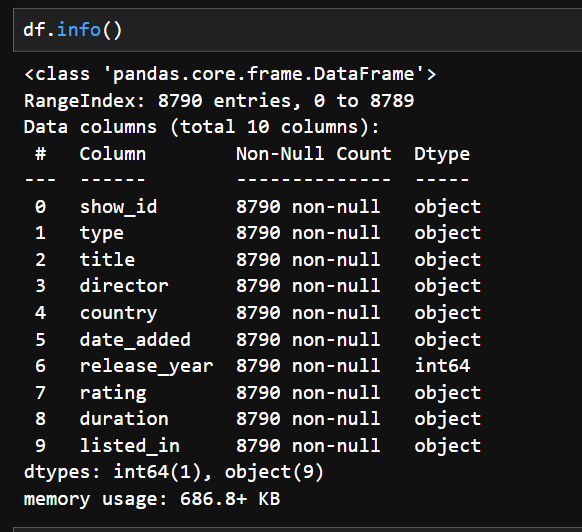 df.info()
<class 'pandas.core.frame.DataFrame'>
RangeIndex: 8790 entries, 0 to 8789
Data columns (total 10 columns):
 #   Column        Non-Null Count  Dtype
---  ------        --------------  -----
 0   show_id       8790 non-null   object
 1   type          8790 non-null   object
 2   title         8790 non-null   object
 3   director      8790 non-null   object
 4   country       8790 non-null   object
 5   date_added    8790 non-null   object
 6   release_year  8790 non-null   int64
 7   rating        8790 non-null   object
 8   duration      8790 non-null   object
 9   listed_in     8790 non-null   object
dtypes: int64(1), object(9)
memory usage: 686.8+ KB